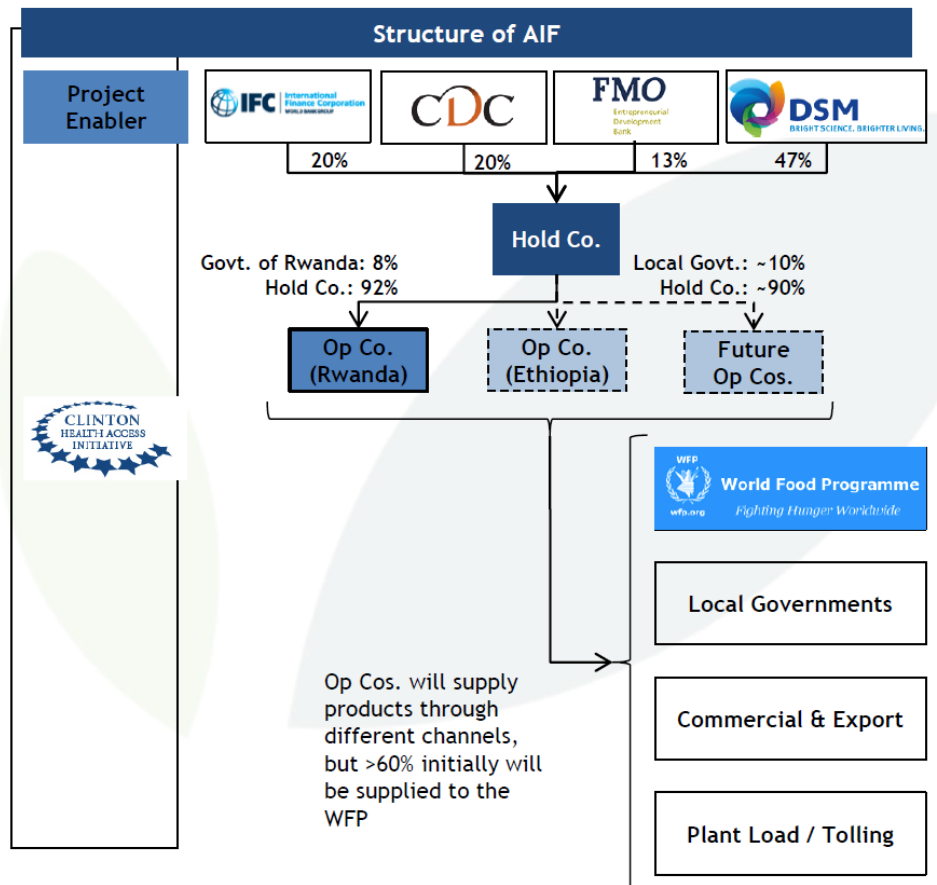 Structure of AIF
Project
Enabler
IFC
International
Finance Corporation
WORLD BANK GROUP
CDC
FMO
Entrepreneurial
Development
Bank
DSM
BRIGHT SCIENCE. BRIGHTER LIVING.
20%
20%
13%
47%
Hold Co.
Govt. of Rwanda: 8%
Hold Co.: 92%
Local Govt.: ~10%
Hold Co.: ~90%
Op Co.
(Rwanda)
Op Co.
(Ethiopia)
Future
Op Cos.
CLINTON
HEALTH ACCESS
INITIATIVE
WFP
wfp.org
World Food Programme
Fighting Hunger Worldwide
Local Governments
Commercial & Export
Plant Load / Tolling
Op Cos. will supply
products through
different channels,
but >60% initially will
be supplied to the
WFP